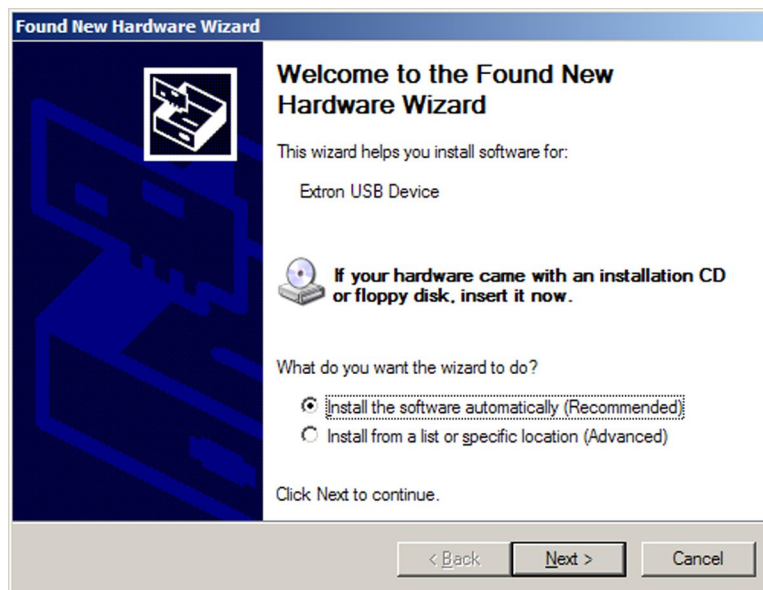 Found New Hardware Wizard
Welcome to the Found New
Hardware Wizard
This wizard helps you install software for:
Extron USB Device
If your hardware came with an installation CD
or floppy disk, insert it now.
What do you want the wizard to do?
Install the software automatically (Recommended)
Install from a list or specific location (Advanced)
Click Next to continue.
< Back
Next >
Cancel